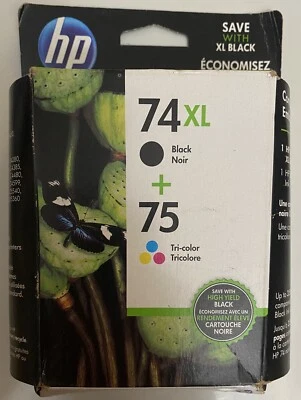 hp
SAVE
WITH
XL BLACK
ÉCONOMISEZ
74XL
Black
Noir
+
75
Tri-color
Tricolore
SAVE WITH
HIGH YIELD
BLACK
ÉCONOMISEZ AVEC UN
RENDEMENT ÉLEVÉ
CARTOUCHE
NOIRE